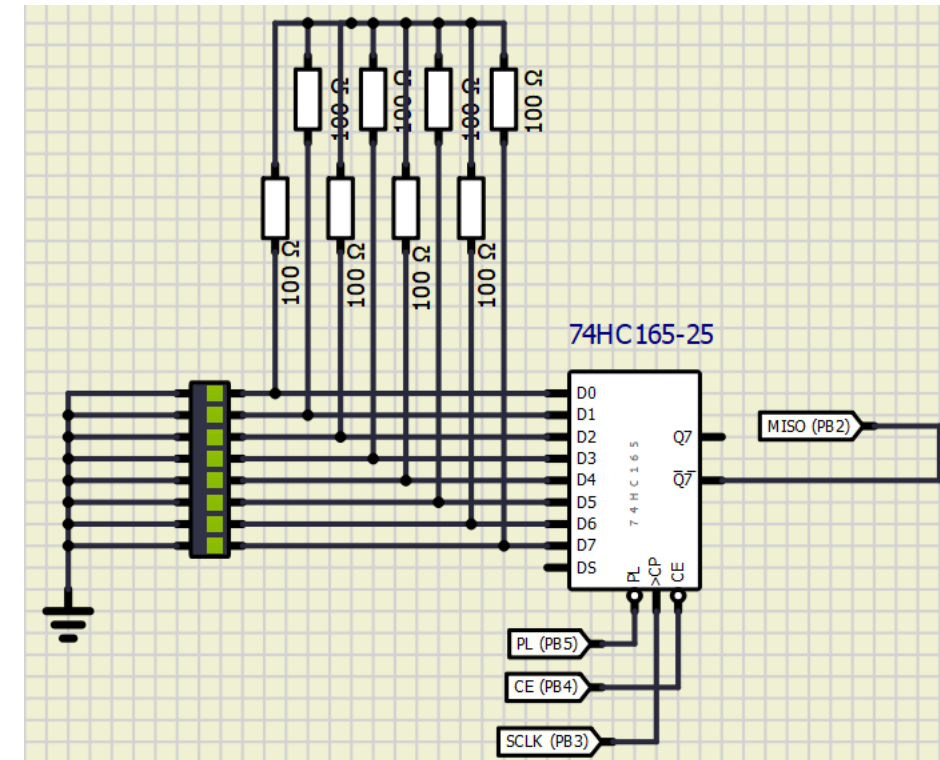 100 Ω
100 Ω
100 Ω
100 Ω
100 Ω
100 Ω
100 Ω
100 Ω
74HC165-25
D0
D1
D2
D3
D4
D5
D6
D7
DS
74HC165
Q7
Q̅7̅
PL
>CP
CE
MISO (PB2)
PL (PB5)
CE (PB4)
SCLK (PB3)